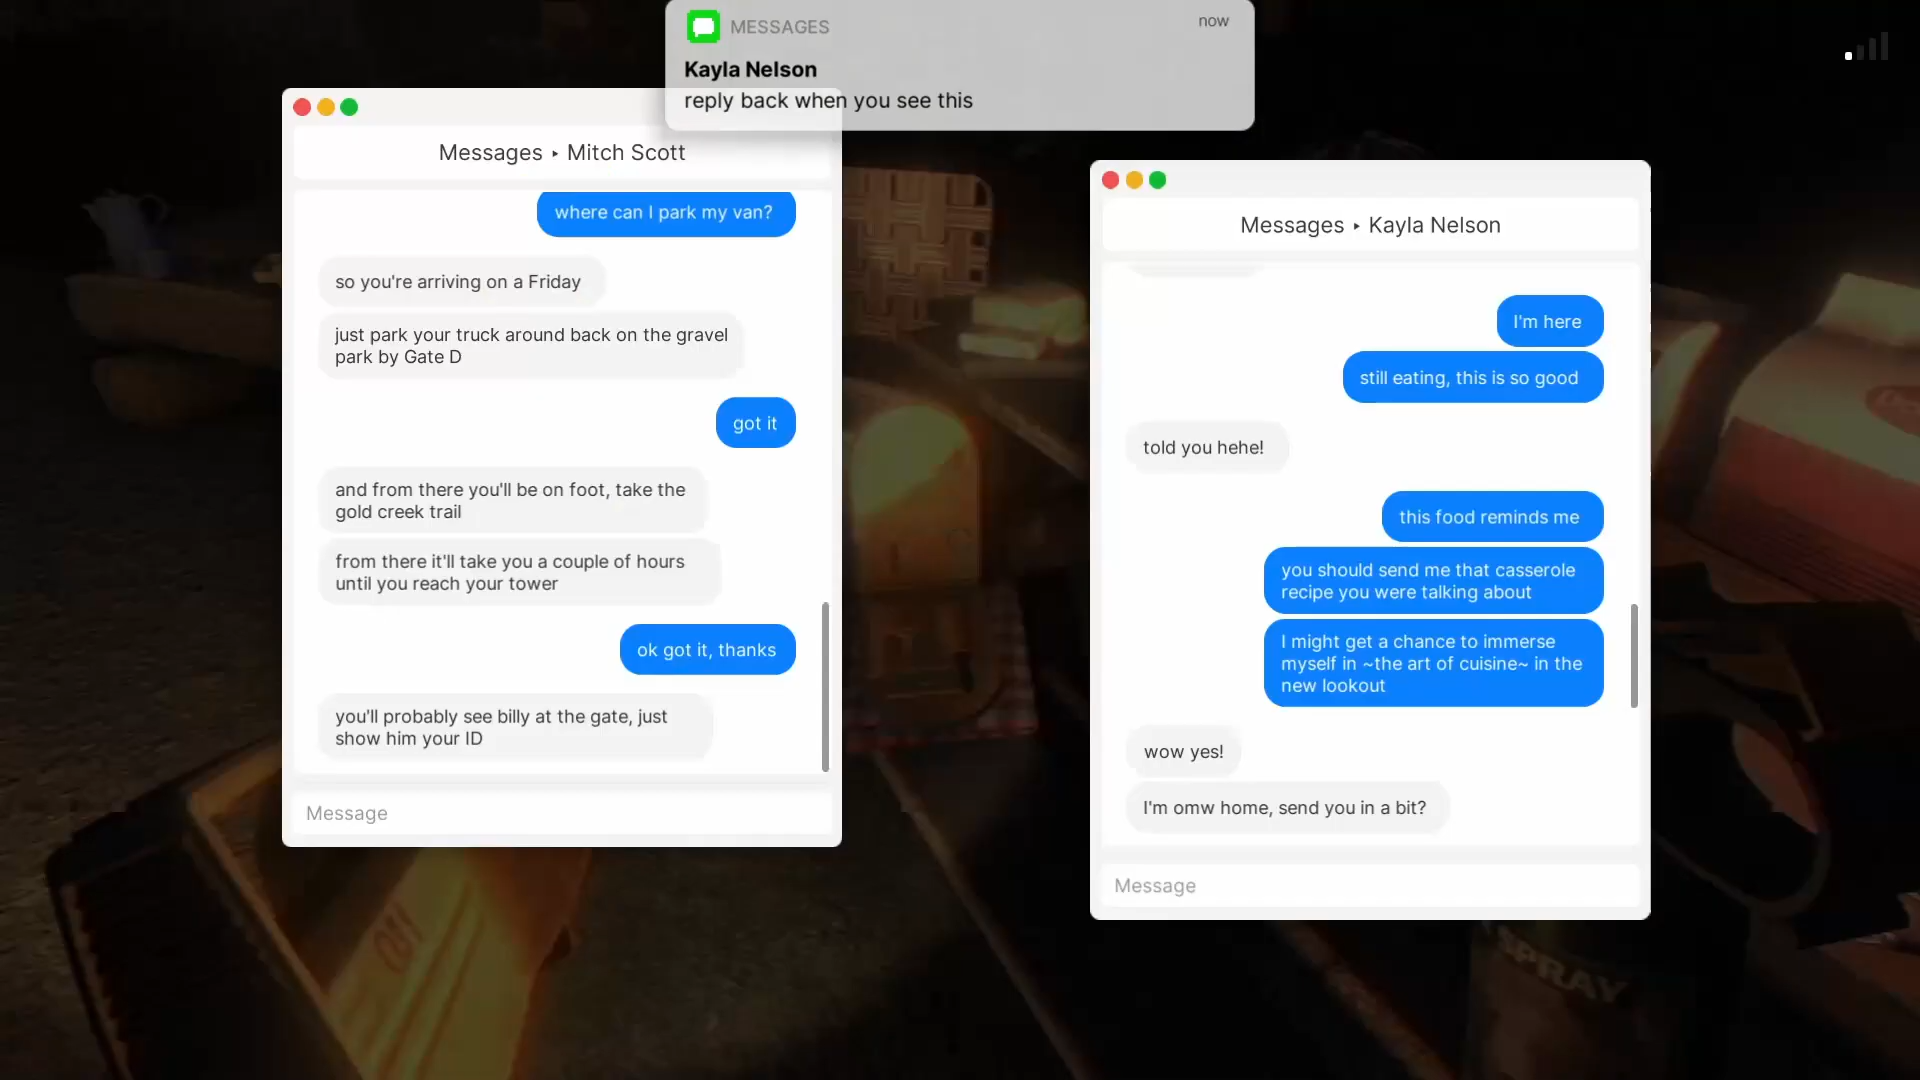 MESSAGES
now
Kayla Nelson
reply back when you see this
Messages ▸ Mitch Scott
where can I park my van?
so you're arriving on a Friday
just park your truck around back on the gravel
park by Gate D
got it
and from there you'll be on foot, take the
gold creek trail
from there it'll take you a couple of hours
until you reach your tower
ok got it, thanks
you'll probably see billy at the gate, just
show him your ID
Message
Messages ▸ Kayla Nelson
I'm here
still eating, this is so good
told you hehe!
this food reminds me
you should send me that casserole
recipe you were talking about
I might get a chance to immerse
myself in ~the art of cuisine~ in the
new lookout
wow yes!
I'm omw home, send you in a bit?
Message
SPRAY